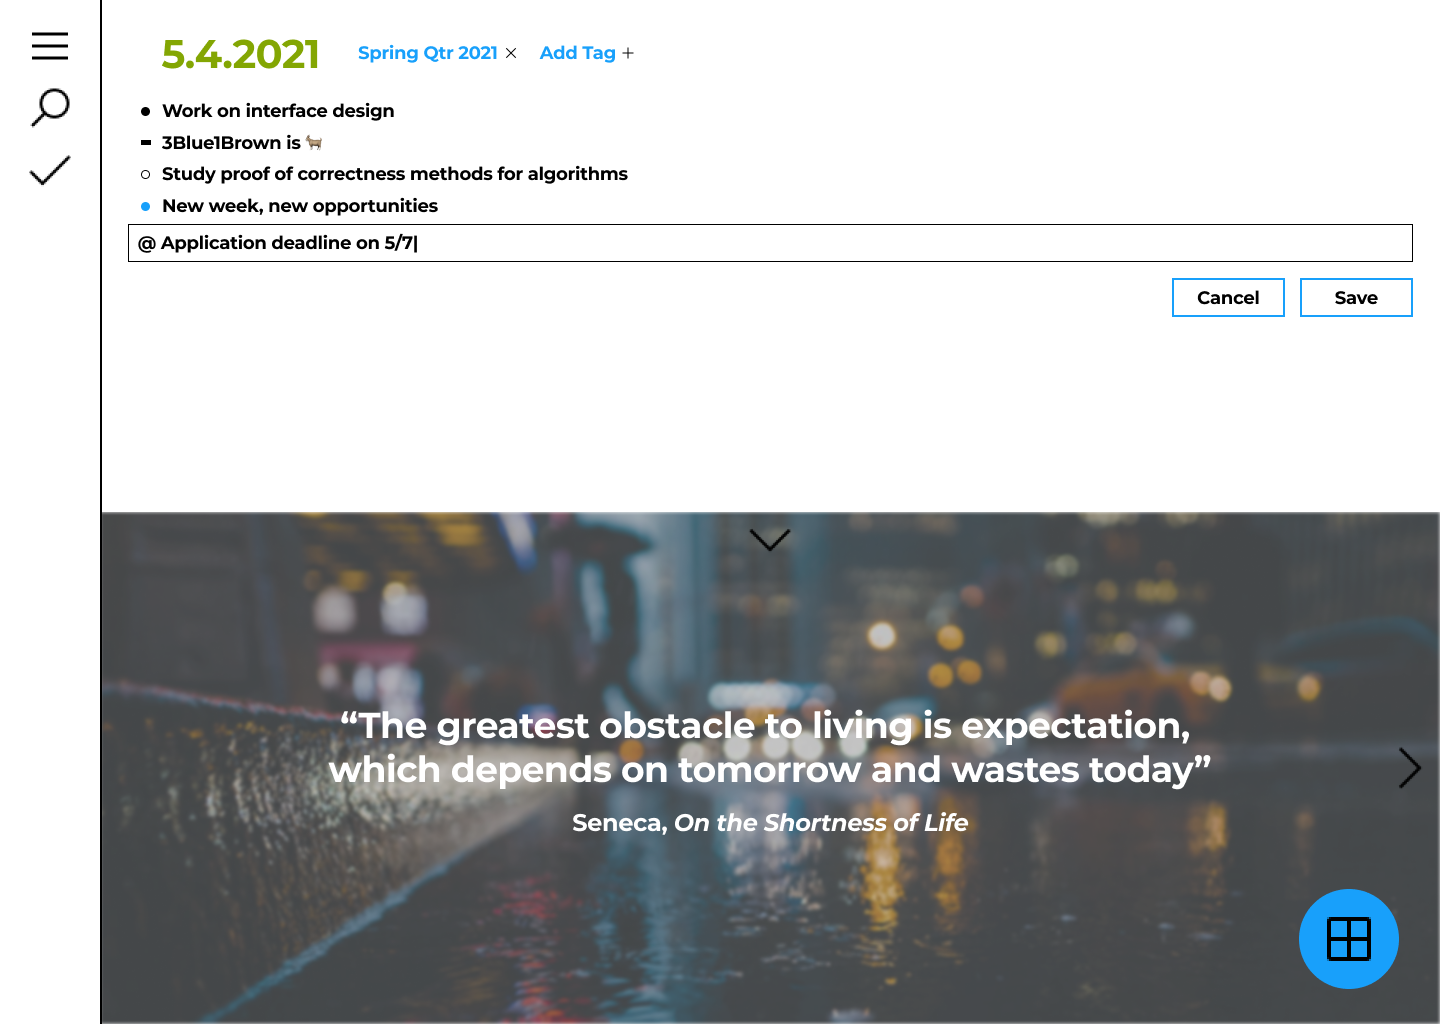 5.4.2021 Spring Qtr 2021 × Add Tag +
Work on interface design
3Blue1Brown is 🐐
Study proof of correctness methods for algorithms
New week, new opportunities
@ Application deadline on 5/7|
Cancel Save
“The greatest obstacle to living is expectation,
which depends on tomorrow and wastes today”
Seneca, On the Shortness of Life